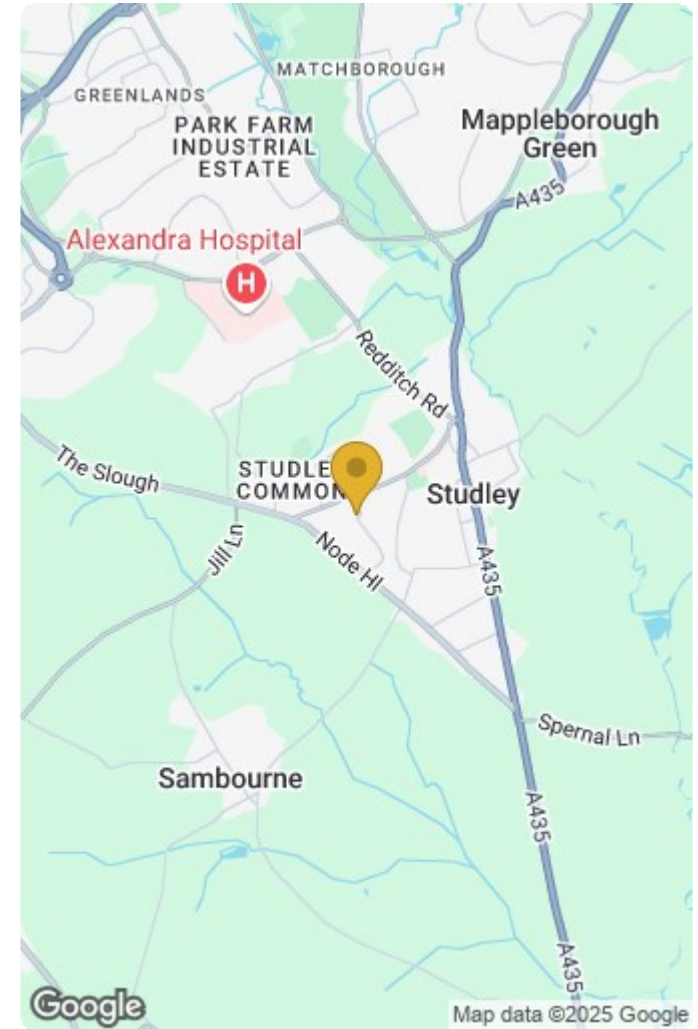 MATCHBOROUGH
GREENLANDS
PARK FARM
INDUSTRIAL
ESTATE
Mappleborough
Green
A435
Alexandra Hospital
H
Redditch Rd
The Slough
STUDLE
COMMON
Studley
Jill Ln
Node Hl
A435
Spernal Ln
Sambourne
A435
A435
Google
Map data ©2025 Google